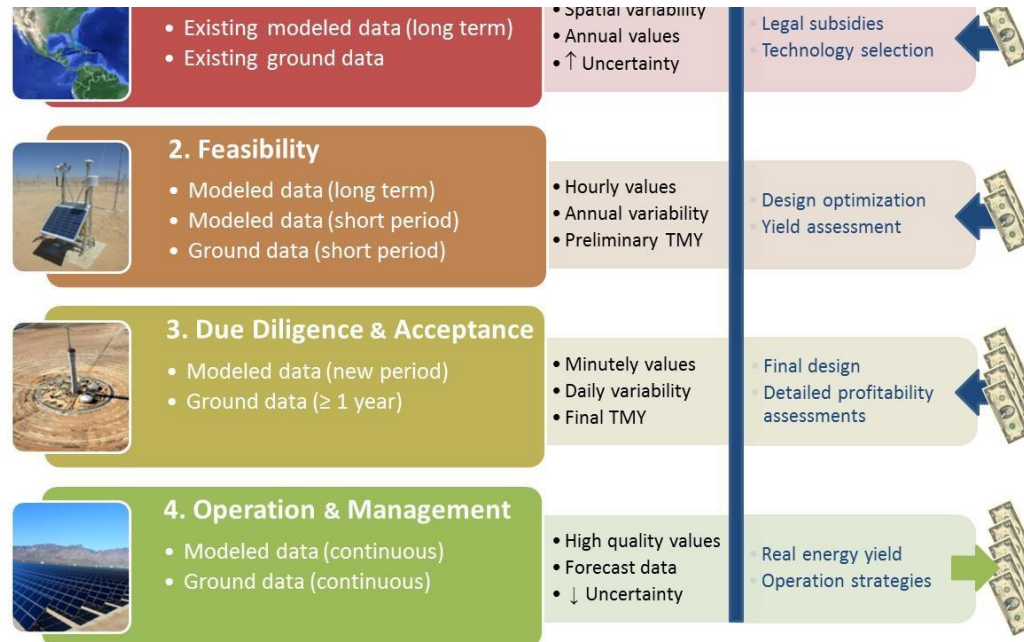 • Existing modeled data (long term)
• Existing ground data
• Spatial variability
• Annual values
• ↑ Uncertainty
Legal subsidies
• Technology selection
2. Feasibility
• Modeled data (long term)
• Modeled data (short period)
• Ground data (short period)
• Hourly values
• Annual variability
• Preliminary TMY
• Design optimization
• Yield assessment
3. Due Diligence & Acceptance
• Modeled data (new period)
• Ground data (≥ 1 year)
• Minutely values
• Daily variability
• Final TMY
• Final design
• Detailed profitability
assessments
4. Operation & Management
• Modeled data (continuous)
• Ground data (continuous)
• High quality values
• Forecast data
• ↓ Uncertainty
• Real energy yield
• Operation strategies